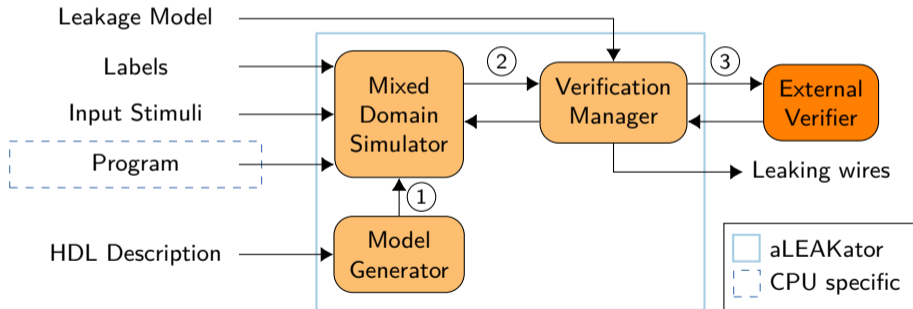 Leakage Model
Labels
Input Stimuli
Program
HDL Description
Mixed
Domain
Simulator
1
Model
Generator
2
Verification
Manager
3
External
Verifier
Leaking wires
aLEAKator
CPU specific